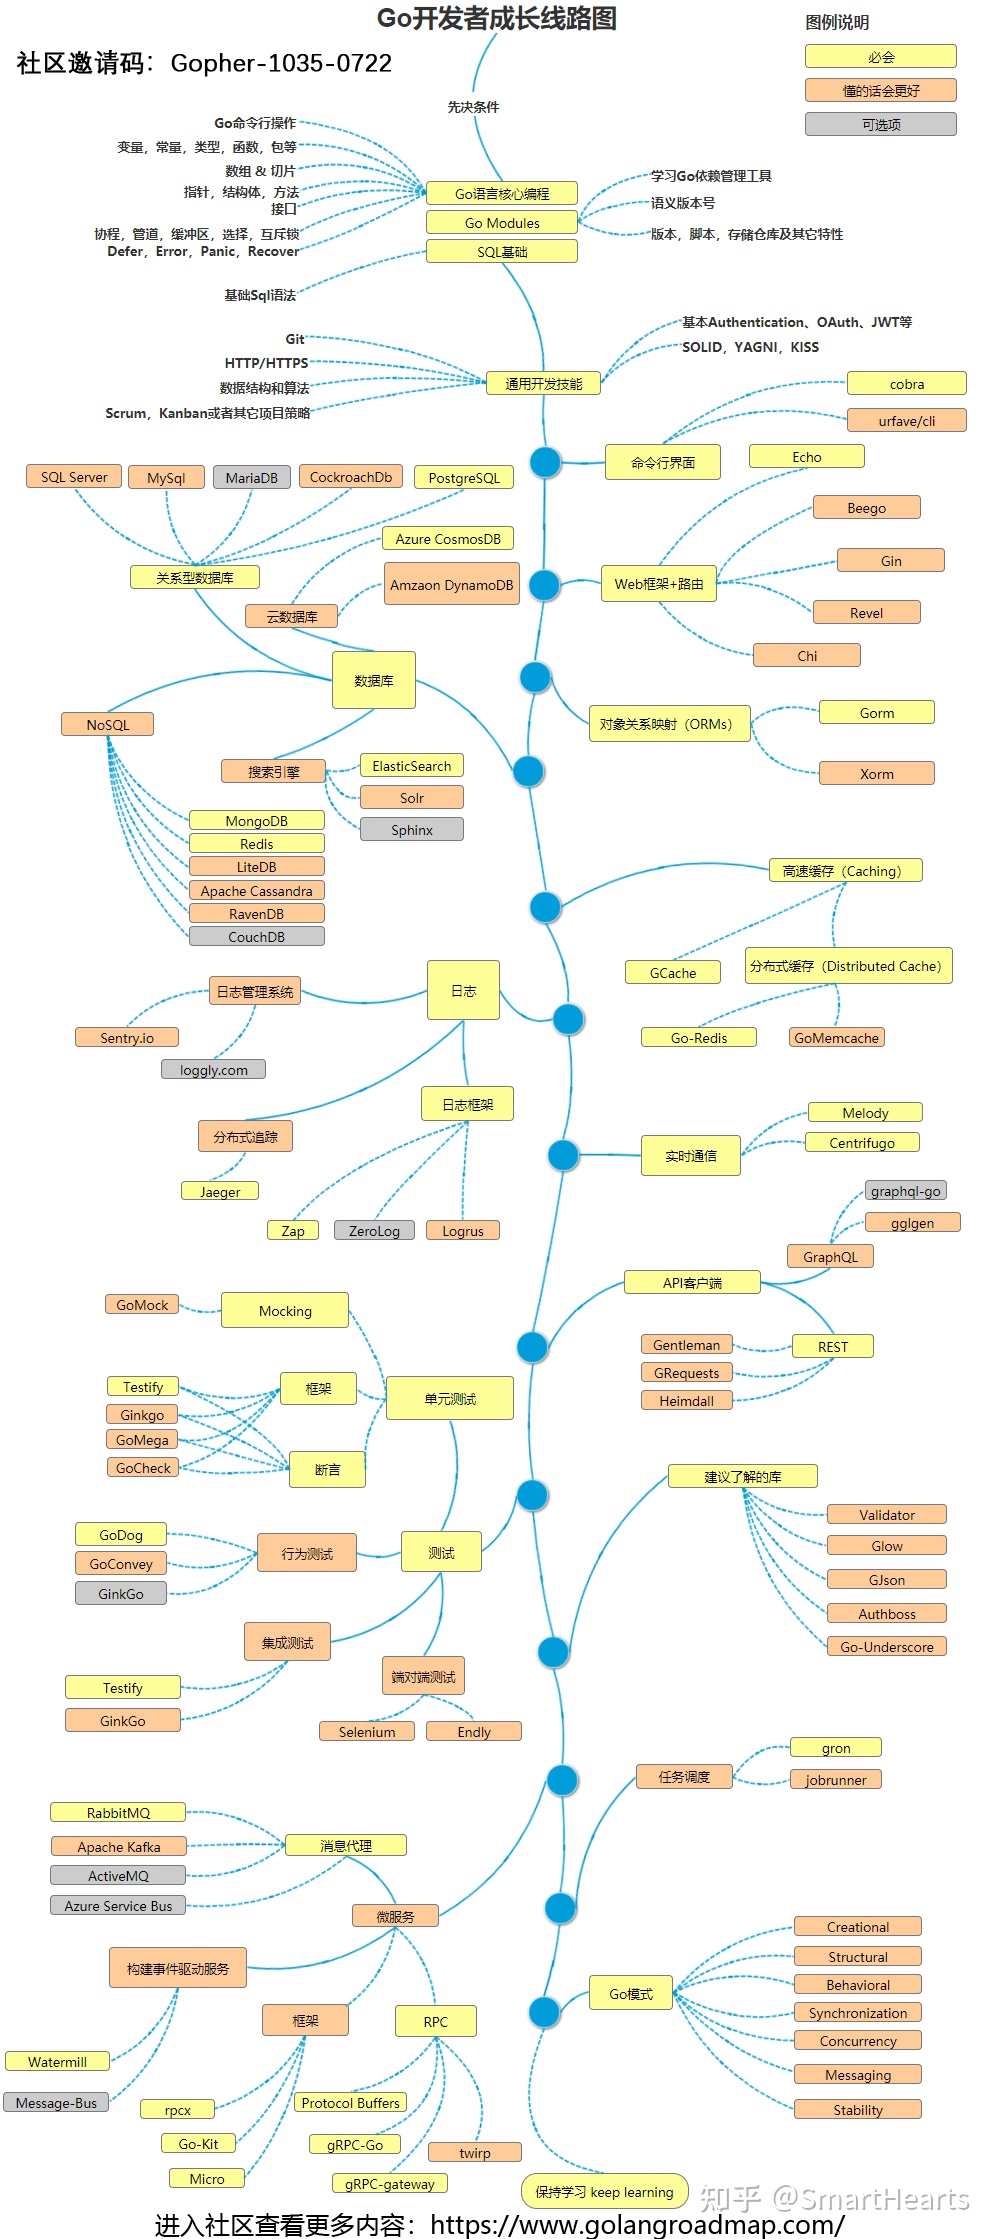 Go开发者成长线路图
社区邀请码：Gopher-1035-0722
图例说明
必会
懂的话会更好
可选项
先决条件
Go命令行操作
变量，常量，类型，函数，包等
数组 & 切片
指针，结构体，方法
接口
协程，管道，缓冲区，选择，互斥锁
Defer，Error，Panic，Recover
Go语言核心编程
Go Modules
SQL基础
学习Go依赖管理工具
语义版本号
版本，脚本，存储仓库及其它特性
基础Sql语法
Git
HTTP/HTTPS
数据结构和算法
Scrum，Kanban或者其它项目策略
通用开发技能
基本Authentication、OAuth、JWT等
SOLID，YAGNI，KISS
命令行界面
cobra
urfave/cli
Web框架+路由
Echo
Beego
Gin
Revel
Chi
SQL Server
MySql
MariaDB
CockroachDb
PostgreSQL
关系型数据库
Azure CosmosDB
Amzaon DynamoDB
云数据库
数据库
对象关系映射（ORMs）
Gorm
Xorm
NoSQL
搜索引擎
ElasticSearch
Solr
Sphinx
MongoDB
Redis
LiteDB
Apache Cassandra
RavenDB
CouchDB
高速缓存（Caching）
GCache
分布式缓存（Distributed Cache）
Go-Redis
GoMemcache
日志
日志管理系统
Sentry.io
loggly.com
日志框架
分布式追踪
Jaeger
Zap
ZeroLog
Logrus
实时通信
Melody
Centrifugo
API客户端
graphql-go
gglgen
GraphQL
REST
Gentleman
GRequests
Heimdall
GoMock
Mocking
单元测试
框架
断言
Testify
Ginkgo
GoMega
GoCheck
建议了解的库
Validator
Glow
GJson
Authboss
Go-Underscore
测试
行为测试
GoDog
GoConvey
GinkGo
集成测试
Testify
GinkGo
端对端测试
Selenium
Endly
任务调度
gron
jobrunner
RabbitMQ
Apache Kafka
ActiveMQ
Azure Service Bus
消息代理
微服务
构建事件驱动服务
Watermill
Message-Bus
框架
rpcx
Go-Kit
Micro
RPC
Protocol Buffers
gRPC-Go
gRPC-gateway
twirp
Go模式
Creational
Structural
Behavioral
Synchronization
Concurrency
Messaging
Stability
保持学习 keep learning
知乎 @SmartHearts
进入社区查看更多内容：https://www.golangroadmap.com/